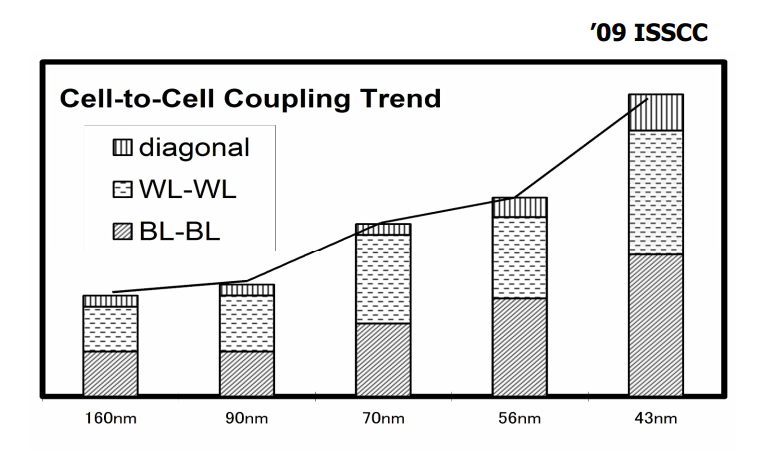 ’09 ISSCC
Cell-to-Cell Coupling Trend
diagonal
WL-WL
BL-BL
160nm 90nm 70nm 56nm 43nm